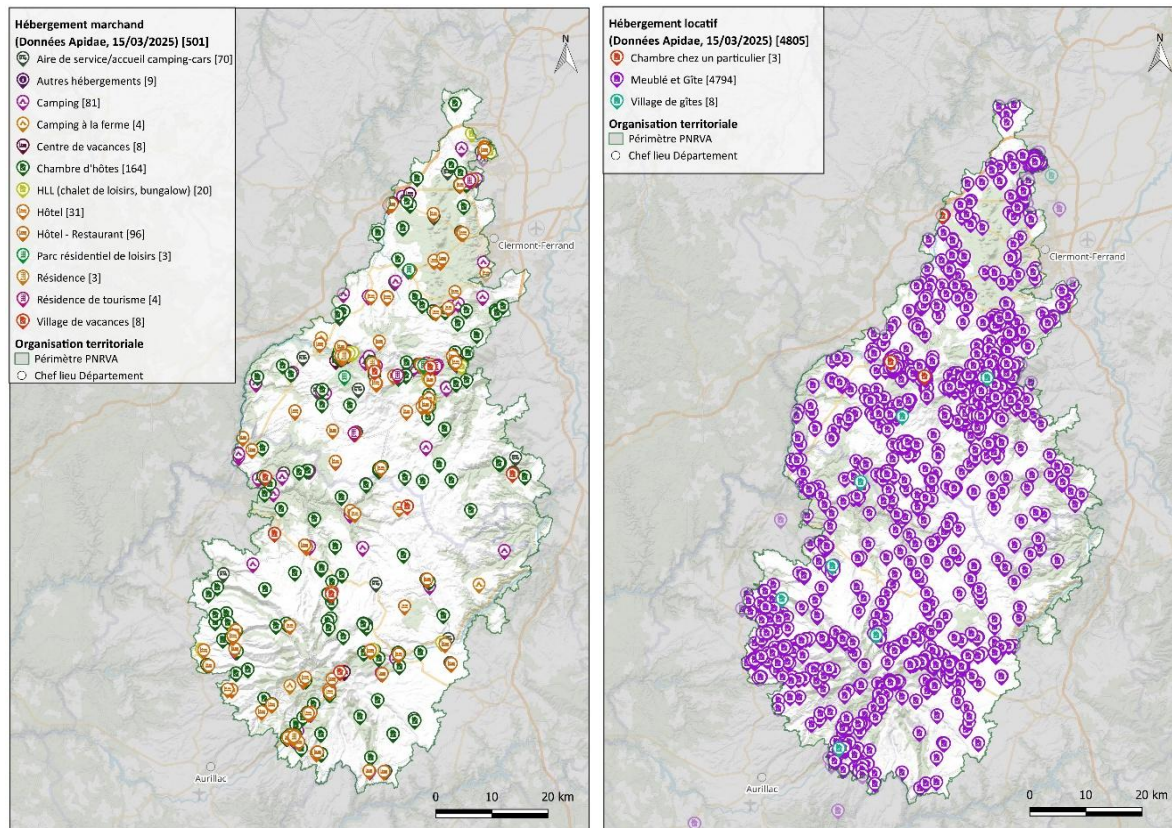 Hébergement marchand
(Données Apidae, 15/03/2025) [501]
Aire de service/accueil camping-cars [70]
Autres hébergements [9]
Camping [81]
Camping à la ferme [4]
Centre de vacances [8]
Chambre d'hôtes [164]
HLL (chalet de loisirs, bungalow) [20]
Hôtel [31]
Hôtel - Restaurant [96]
Parc résidentiel de loisirs [3]
Résidence [3]
Résidence de tourisme [4]
Village de vacances [8]
Organisation territoriale
Périmètre PNRVA
Chef lieu Département
N
Clermont-Ferrand
Aurillac
0 10 20 km
Hébergement locatif
(Données Apidae, 15/03/2025) [4805]
Chambre chez un particulier [3]
Meublé et Gîte [4794]
Village de gîtes [8]
Organisation territoriale
Périmètre PNRVA
Chef lieu Département
N
Clermont-Ferrand
Aurillac
0 10 20 km